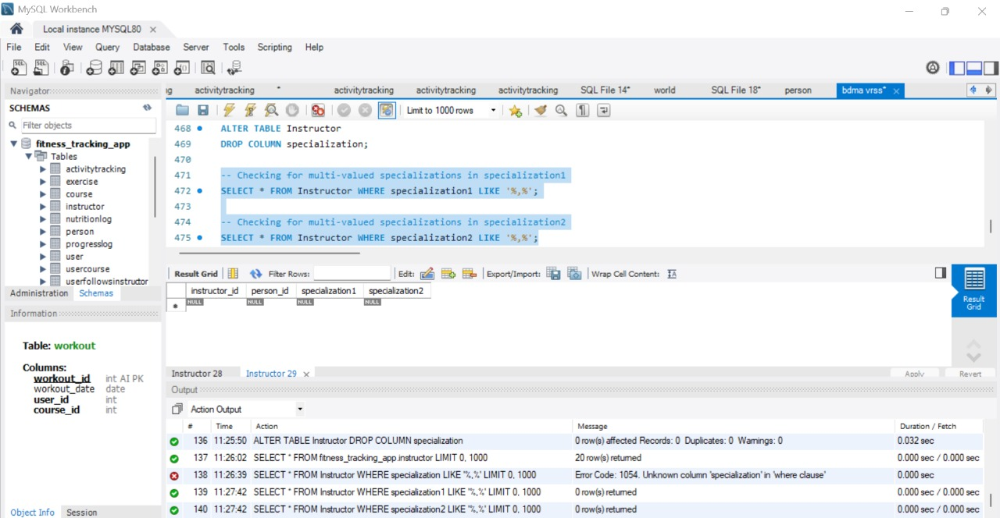 MySQL Workbench
Local instance MYSQL80
File Edit View Query Database Server Tools Scripting Help
Navigator
SCHEMAS
Filter objects
fitness_tracking_app
Tables
activitytracking
exercise
course
instructor
nutritionlog
person
progresslog
user
usercourse
userfollowsinstructor
Administration Schemas
Information
Table: workout
Columns:
workout_id int AI PK
workout_date date
user_id int
course_id int
Object Info Session
activitytracking * activitytracking activitytracking activitytracking SQL File 14* world SQL File 18* person bdma vrss*
Limit to 1000 rows
468 ALTER TABLE Instructor
469 DROP COLUMN specialization;
470
471 -- Checking for multi-valued specializations in specialization1
472 SELECT * FROM Instructor WHERE specialization1 LIKE '%,%';
473
474 -- Checking for multi-valued specializations in specialization2
475 SELECT * FROM Instructor WHERE specialization2 LIKE '%,%';
Result Grid Filter Rows: Edit: Export/Import: Wrap Cell Content:
instructor_id person_id specialization1 specialization2
NULL NULL NULL NULL
Result
Grid
Instructor 28 Instructor 29 Apply Revert
Output
Action Output
# Time Action Message Duration / Fetch
136 11:25:50 ALTER TABLE Instructor DROP COLUMN specialization 0 row(s) affected Records: 0 Duplicates: 0 Warnings: 0 0.032 sec
137 11:26:02 SELECT * FROM fitness_tracking_app.instructor LIMIT 0, 1000 20 row(s) returned 0.000 sec / 0.000 sec
138 11:26:39 SELECT * FROM Instructor WHERE specialization LIKE '%,%' LIMIT 0, 1000 Error Code: 1054. Unknown column 'specialization' in 'where clause' 0.000 sec
139 11:27:42 SELECT * FROM Instructor WHERE specialization1 LIKE '%,%' LIMIT 0, 1000 0 row(s) returned 0.000 sec / 0.000 sec
140 11:27:42 SELECT * FROM Instructor WHERE specialization2 LIKE '%,%' LIMIT 0, 1000 0 row(s) returned 0.000 sec / 0.000 sec